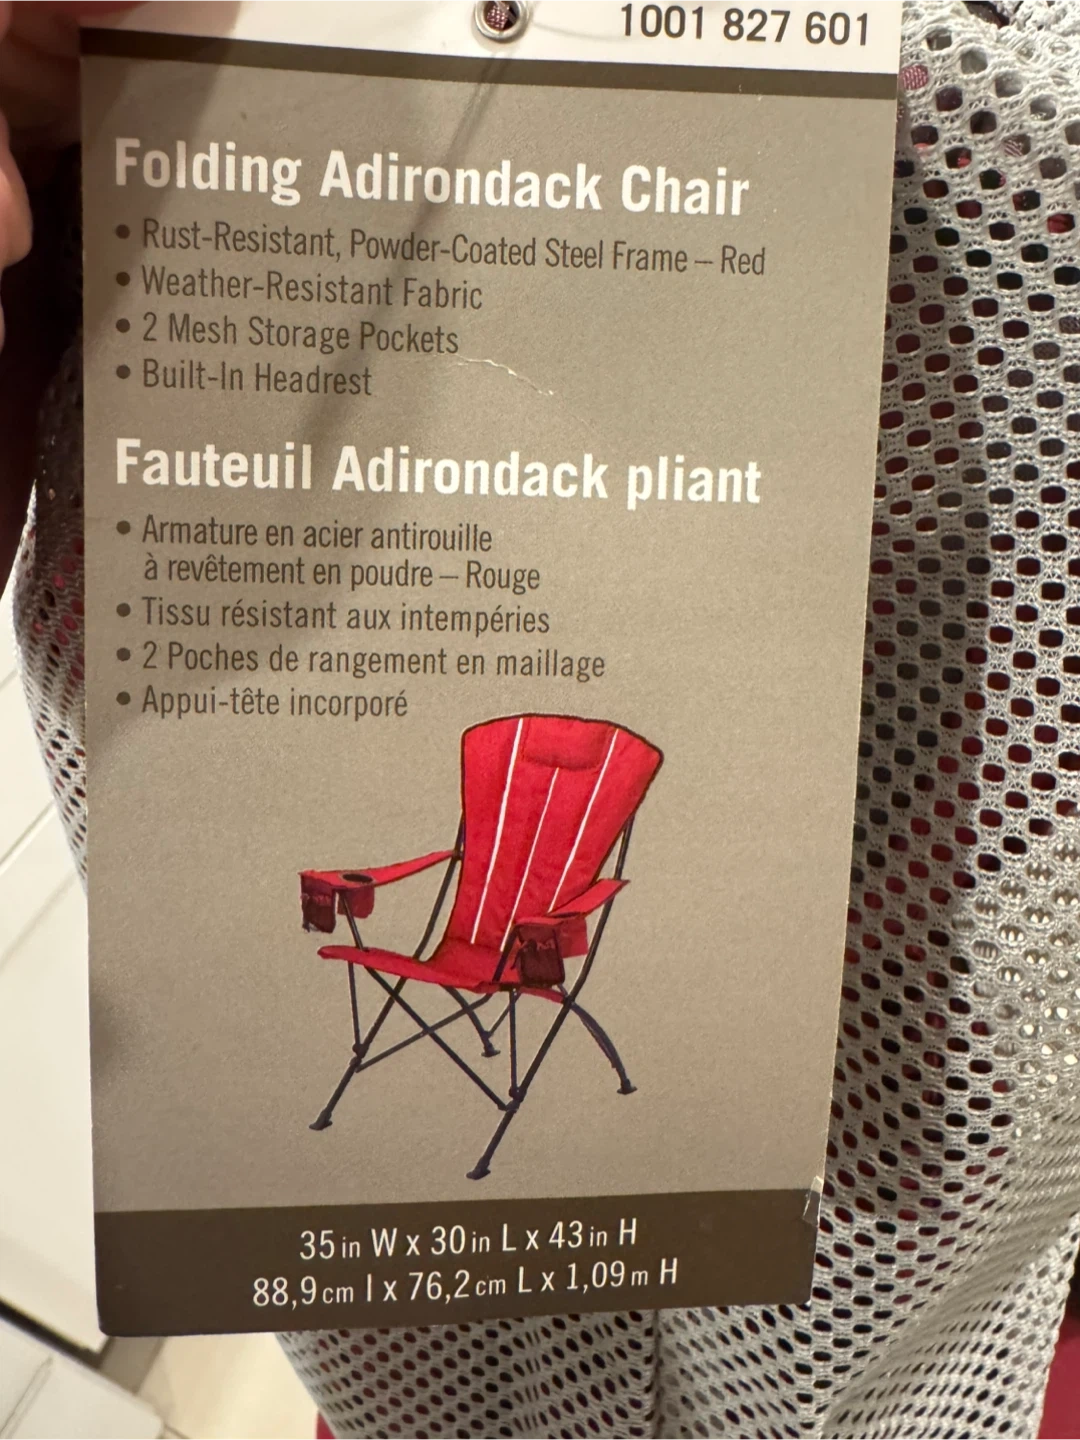 1001 827 601
Folding Adirondack Chair
• Rust-Resistant, Powder-Coated Steel Frame – Red
• Weather-Resistant Fabric
• 2 Mesh Storage Pockets
• Built-In Headrest
Fauteuil Adirondack pliant
• Armature en acier antirouille
à revêtement en poudre – Rouge
• Tissu résistant aux intempéries
• 2 Poches de rangement en maillage
• Appui-tête incorporé
35 in W x 30 in L x 43 in H
88,9 cm l x 76,2 cm L x 1,09 m H